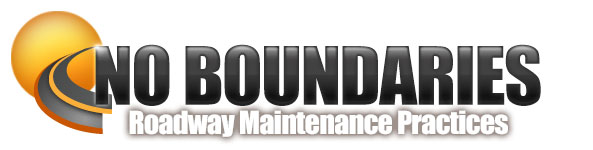 NO BOUNDARIES
Roadway Maintenance Practices